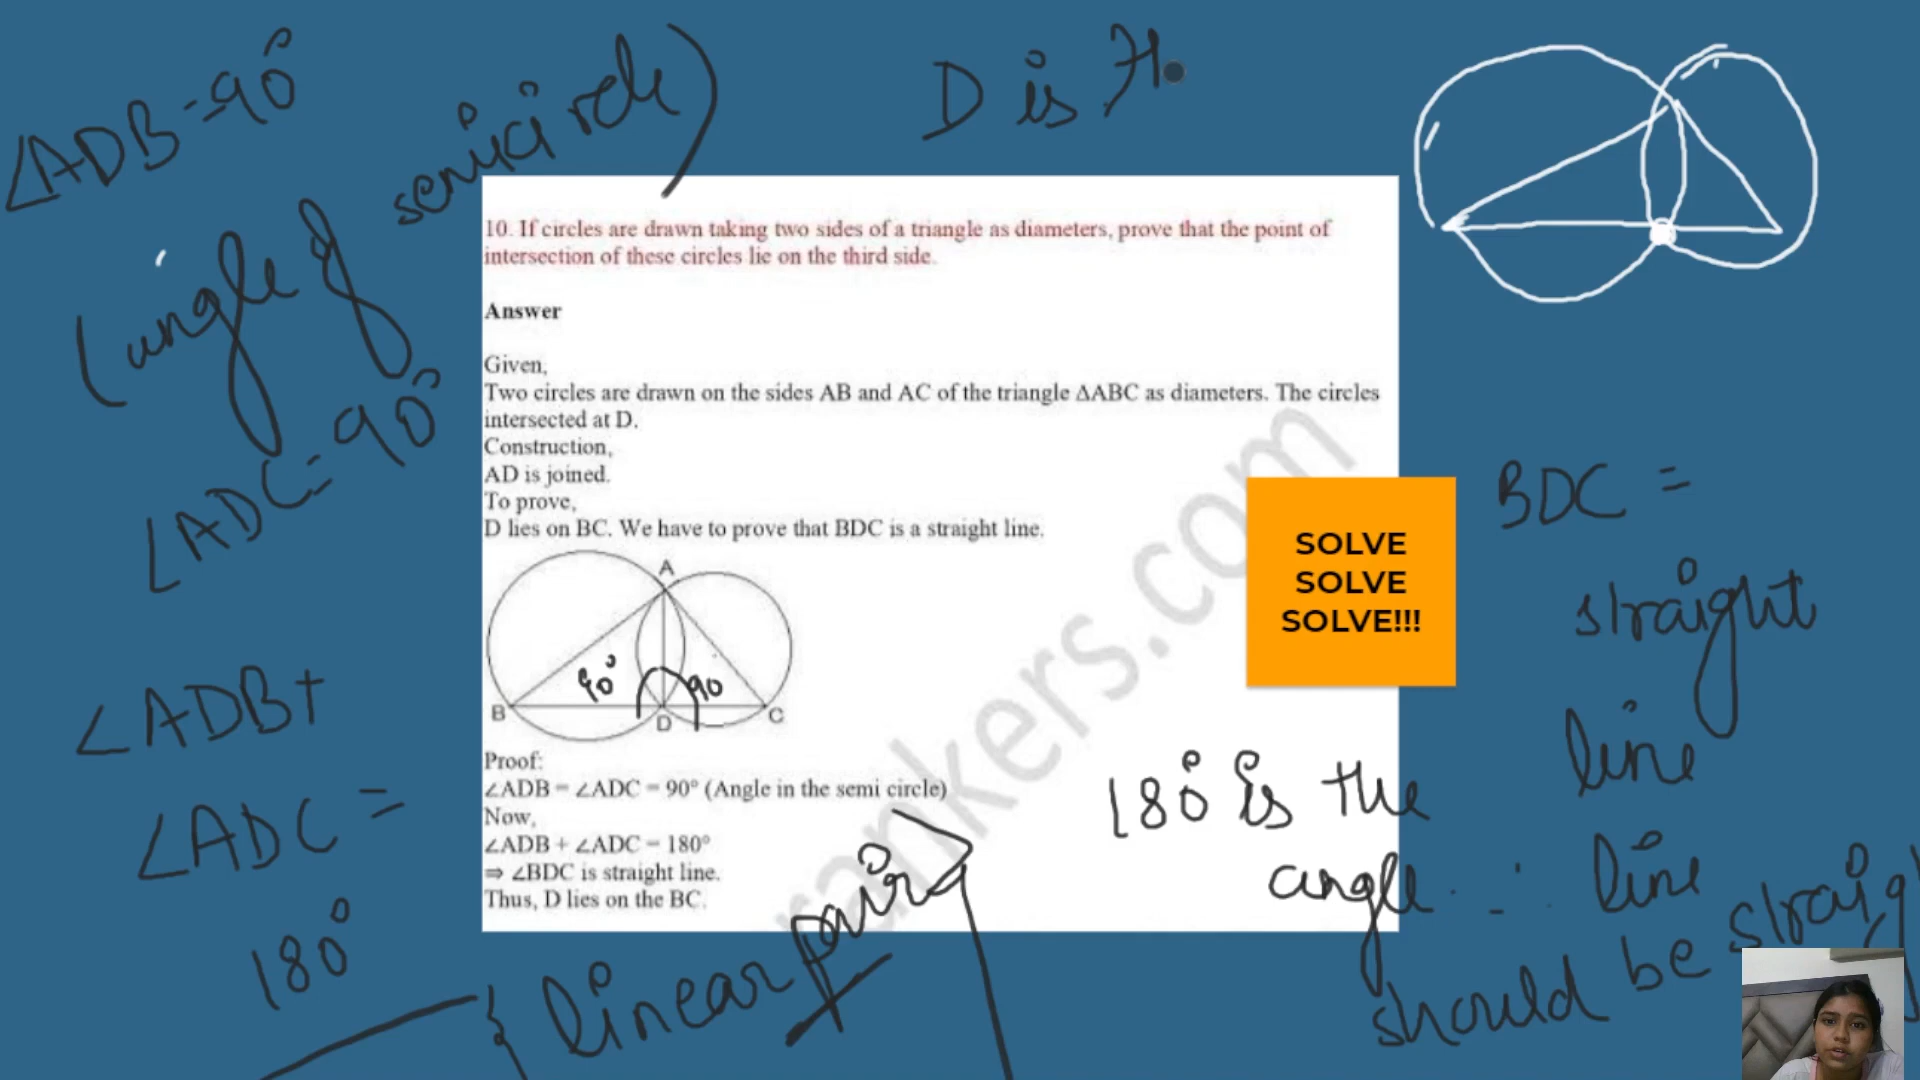 ∠ADB=90°
(angle of semicircle)
D is
10. If circles are drawn taking two sides of a triangle as diameters, prove that the point of
intersection of these circles lie on the third side.
Answer
Given,
Two circles are drawn on the sides AB and AC of the triangle ΔABC as diameters. The circles
intersected at D.
Construction,
AD is joined.
To prove,
D lies on BC. We have to prove that BDC is a straight line.
A
90° 90
B D C
Proof:
∠ADB = ∠ADC = 90° (Angle in the semi circle)
Now,
∠ADB + ∠ADC = 180°
⇒ ∠BDC is straight line.
Thus, D lies on the BC.
∠ADC=90°
∠ADB+
∠ADC =
180°
{linear pair}
SOLVE
SOLVE
SOLVE!!!
BDC =
straight
line
180° is the
angle ∴ line
should be straigh
rankers.com